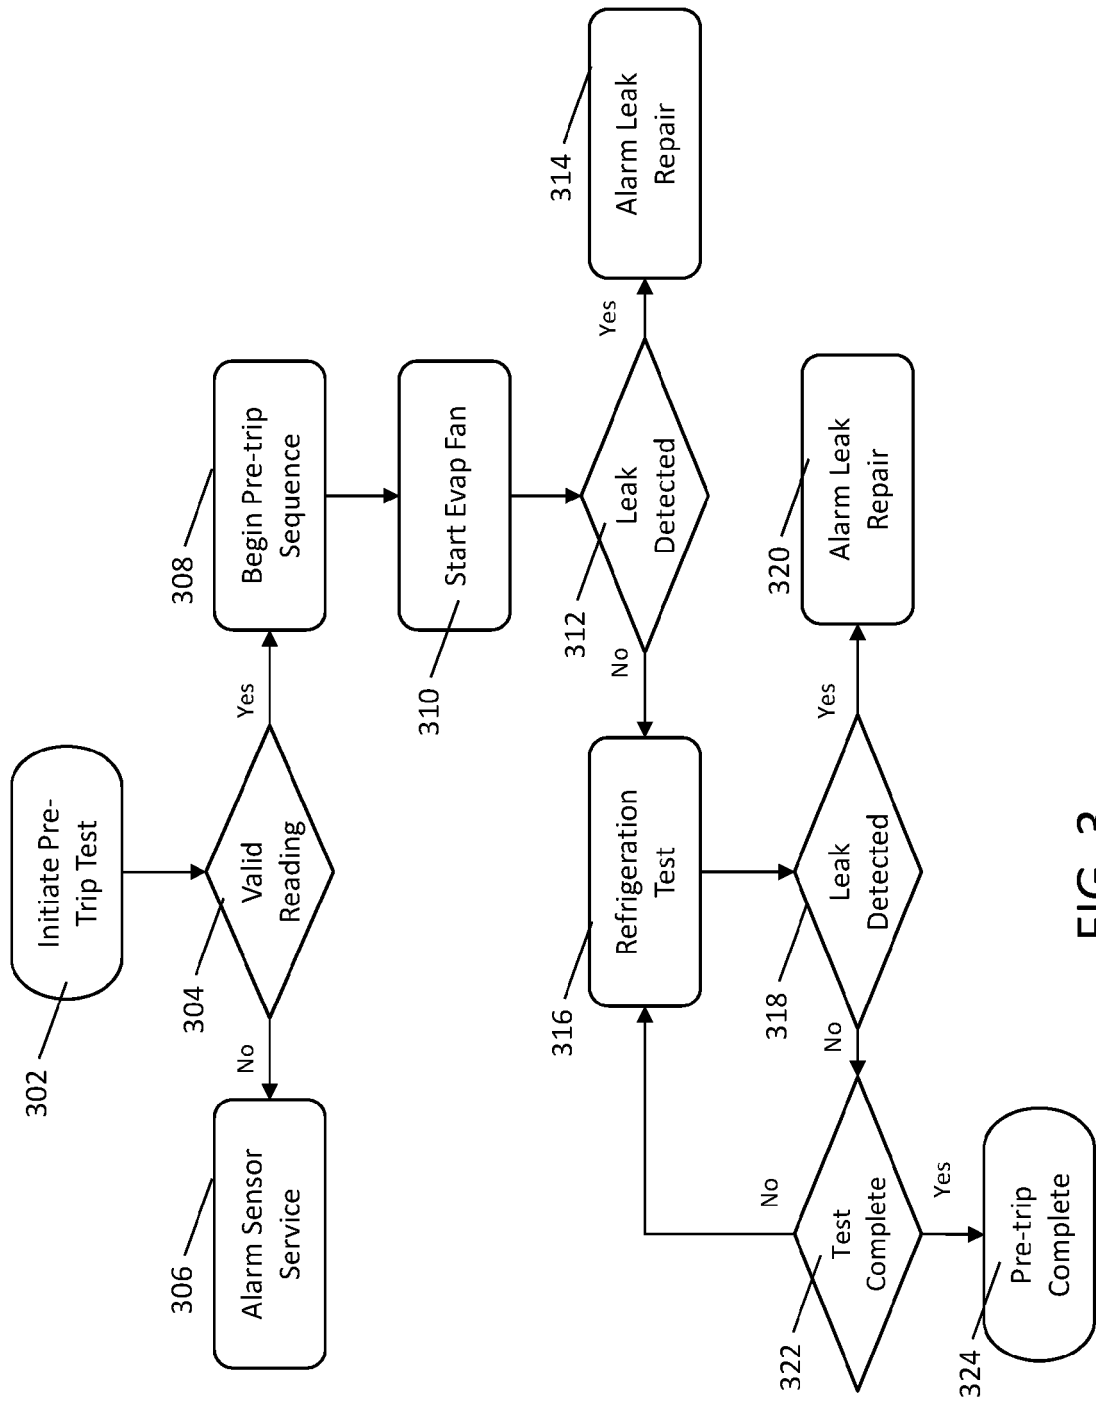 302
Initiate Pre-
Trip Test
304
Valid
Reading
No
306
Alarm Sensor
Service
Yes
308
Begin Pre-trip
Sequence
310
Start Evap Fan
312
Leak
Detected
Yes
314
Alarm Leak
Repair
No
316
Refrigeration
Test
318
Leak
Detected
Yes
320
Alarm Leak
Repair
No
322
Test
Complete
No
Yes
324
Pre-trip
Complete
FIG. 3